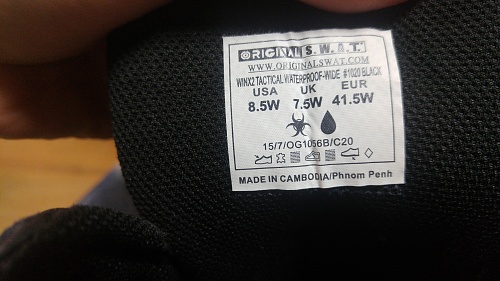 ORIGINAL S.W.A.T.®
WWW.ORIGINALSWAT.COM
WINX2 TACTICAL WATERPROOF-WIDE #1020 BLACK
USA UK EUR
8.5W 7.5W 41.5W
15/7/OG1056B/C20
MADE IN CAMBODIA/Phnom Penh